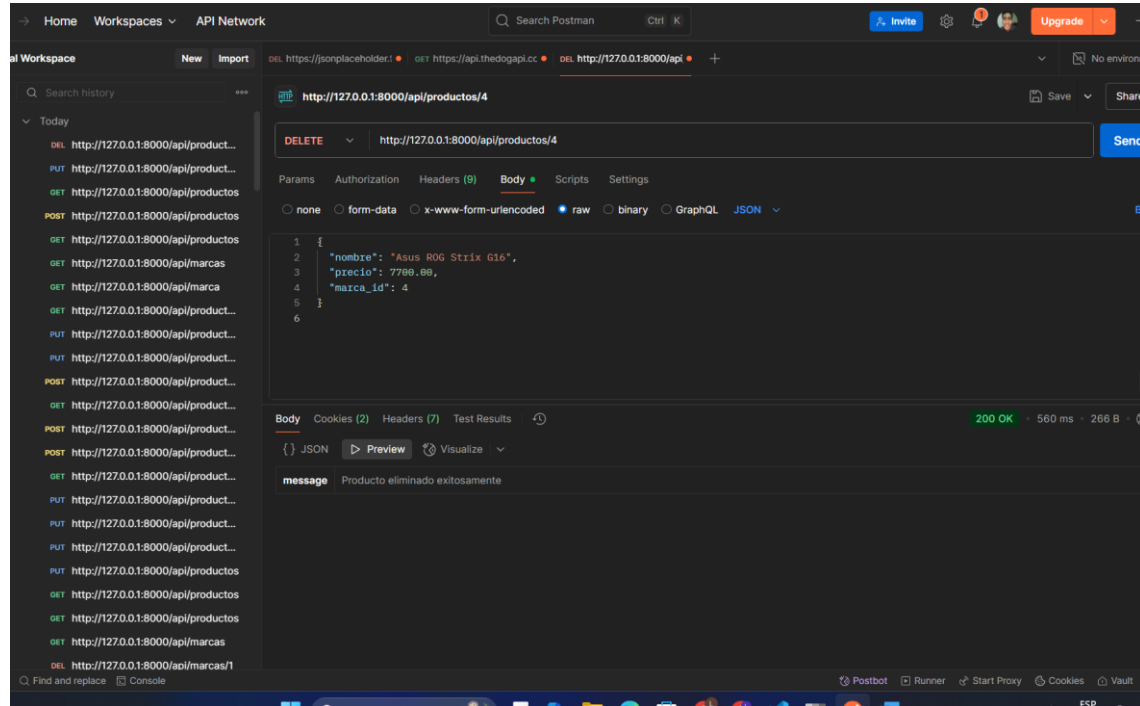 Home Workspaces API Network Search Postman Ctrl K Invite 1 Upgrade
al Workspace New Import
DEL https://jsonplaceholder.t GET https://api.thedogapi.cc DEL http://127.0.0.1:8000/api No environ
Search history
HTTP http://127.0.0.1:8000/api/productos/4 Save Share
Today
DEL http://127.0.0.1:8000/api/product...
PUT http://127.0.0.1:8000/api/product...
GET http://127.0.0.1:8000/api/productos
POST http://127.0.0.1:8000/api/productos
GET http://127.0.0.1:8000/api/productos
GET http://127.0.0.1:8000/api/marcas
GET http://127.0.0.1:8000/api/marca
GET http://127.0.0.1:8000/api/product...
PUT http://127.0.0.1:8000/api/product...
PUT http://127.0.0.1:8000/api/product...
POST http://127.0.0.1:8000/api/product...
GET http://127.0.0.1:8000/api/product...
POST http://127.0.0.1:8000/api/product...
POST http://127.0.0.1:8000/api/product...
GET http://127.0.0.1:8000/api/product...
PUT http://127.0.0.1:8000/api/product...
PUT http://127.0.0.1:8000/api/product...
PUT http://127.0.0.1:8000/api/product...
PUT http://127.0.0.1:8000/api/productos
GET http://127.0.0.1:8000/api/productos
GET http://127.0.0.1:8000/api/productos
GET http://127.0.0.1:8000/api/marcas
DEL http://127.0.0.1:8000/api/marcas/1
DELETE http://127.0.0.1:8000/api/productos/4 Send
Params Authorization Headers (9) Body Scripts Settings
none form-data x-www-form-urlencoded raw binary GraphQL JSON
1 {
2 "nombre": "Asus ROG Strix G16",
3 "precio": 7700.00,
4 "marca_id": 4
5 }
6
Body Cookies (2) Headers (7) Test Results 200 OK 560 ms 266 B
{} JSON Preview Visualize
message Producto eliminado exitosamente
Find and replace Console Postbot Runner Start Proxy Cookies Vault
ESP